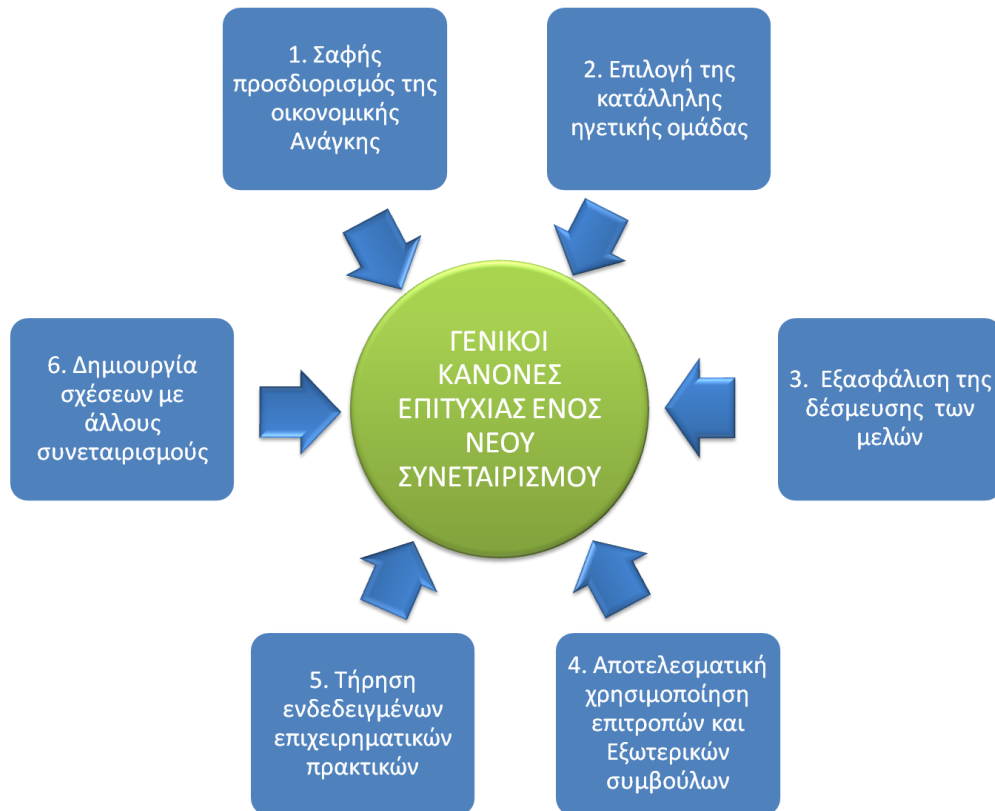 1. Σαφής
προσδιορισμός της
οικονομικής
Ανάγκης
2. Επιλογή της
κατάλληλης
ηγετικής ομάδας
3.  Εξασφάλιση της
δέσμευσης  των
μελών
4. Αποτελεσματική
χρησιμοποίηση
επιτροπών και
Εξωτερικών
συμβούλων
5. Τήρηση
ενδεδειγμένων
επιχειρηματικών
πρακτικών
6. Δημιουργία
σχέσεων με
άλλους
συνεταιρισμούς
ΓΕΝΙΚΟΙ
ΚΑΝΟΝΕΣ
ΕΠΙΤΥΧΙΑΣ ΕΝΟΣ
ΝΕΟΥ
ΣΥΝΕΤΑΙΡΙΣΜΟΥ